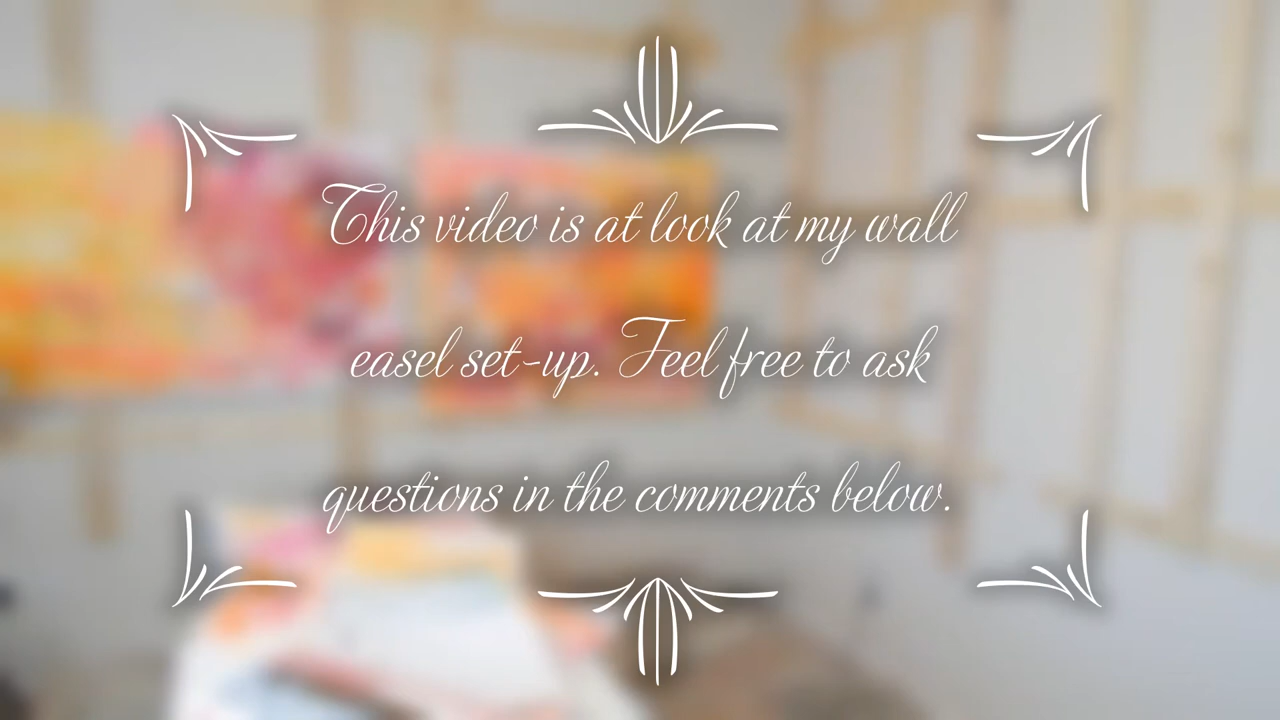 This video is at look at my wall
easel set-up. Feel free to ask
questions in the comments below.